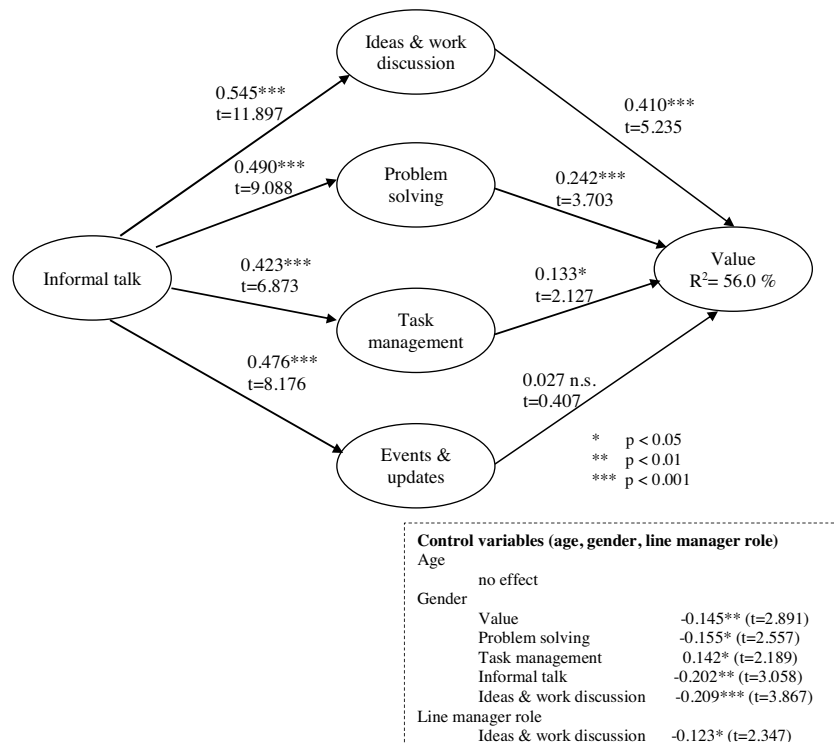 Ideas & work
discussion
0.545***
t=11.897
0.410***
t=5.235
Problem
solving
0.490***
t=9.088
0.242***
t=3.703
Informal talk
Value
R²= 56.0 %
0.423***
t=6.873
0.133*
t=2.127
Task
management
0.476***
t=8.176
0.027 n.s.
t=0.407
Events &
updates
* p < 0.05
** p < 0.01
*** p < 0.001
Control variables (age, gender, line manager role)
Age
no effect
Gender
Value -0.145** (t=2.891)
Problem solving -0.155* (t=2.557)
Task management 0.142* (t=2.189)
Informal talk -0.202** (t=3.058)
Ideas & work discussion -0.209*** (t=3.867)
Line manager role
Ideas & work discussion -0.123* (t=2.347)